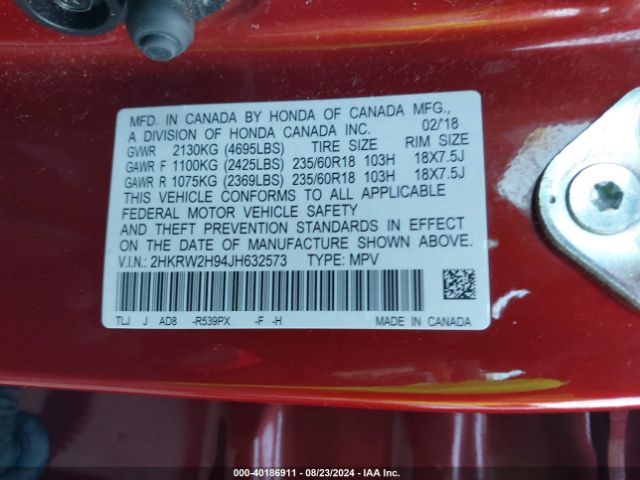 MFD. IN CANADA BY HONDA OF CANADA MFG.,
A DIVISION OF HONDA CANADA INC. 02/'18
GVWR 2130KG (4695LBS) TIRE SIZE RIM SIZE
GAWR F 1100KG (2425LBS) 235/60R18 103H 18X7.5J
GAWR R 1075KG (2369LBS) 235/60R18 103H 18X7.5J
THIS VEHICLE CONFORMS TO ALL APPLICABLE
FEDERAL MOTOR VEHICLE SAFETY
AND THEFT PREVENTION STANDARDS IN EFFECT
ON THE DATE OF MANUFACTURE SHOWN ABOVE.
V.I.N.: 2HKRW2H94JH632573 TYPE: MPV
TLJ J AD8 -R539PX -F -H MADE IN CANADA
000-40186911 - 08/23/2024 - IAA Inc.